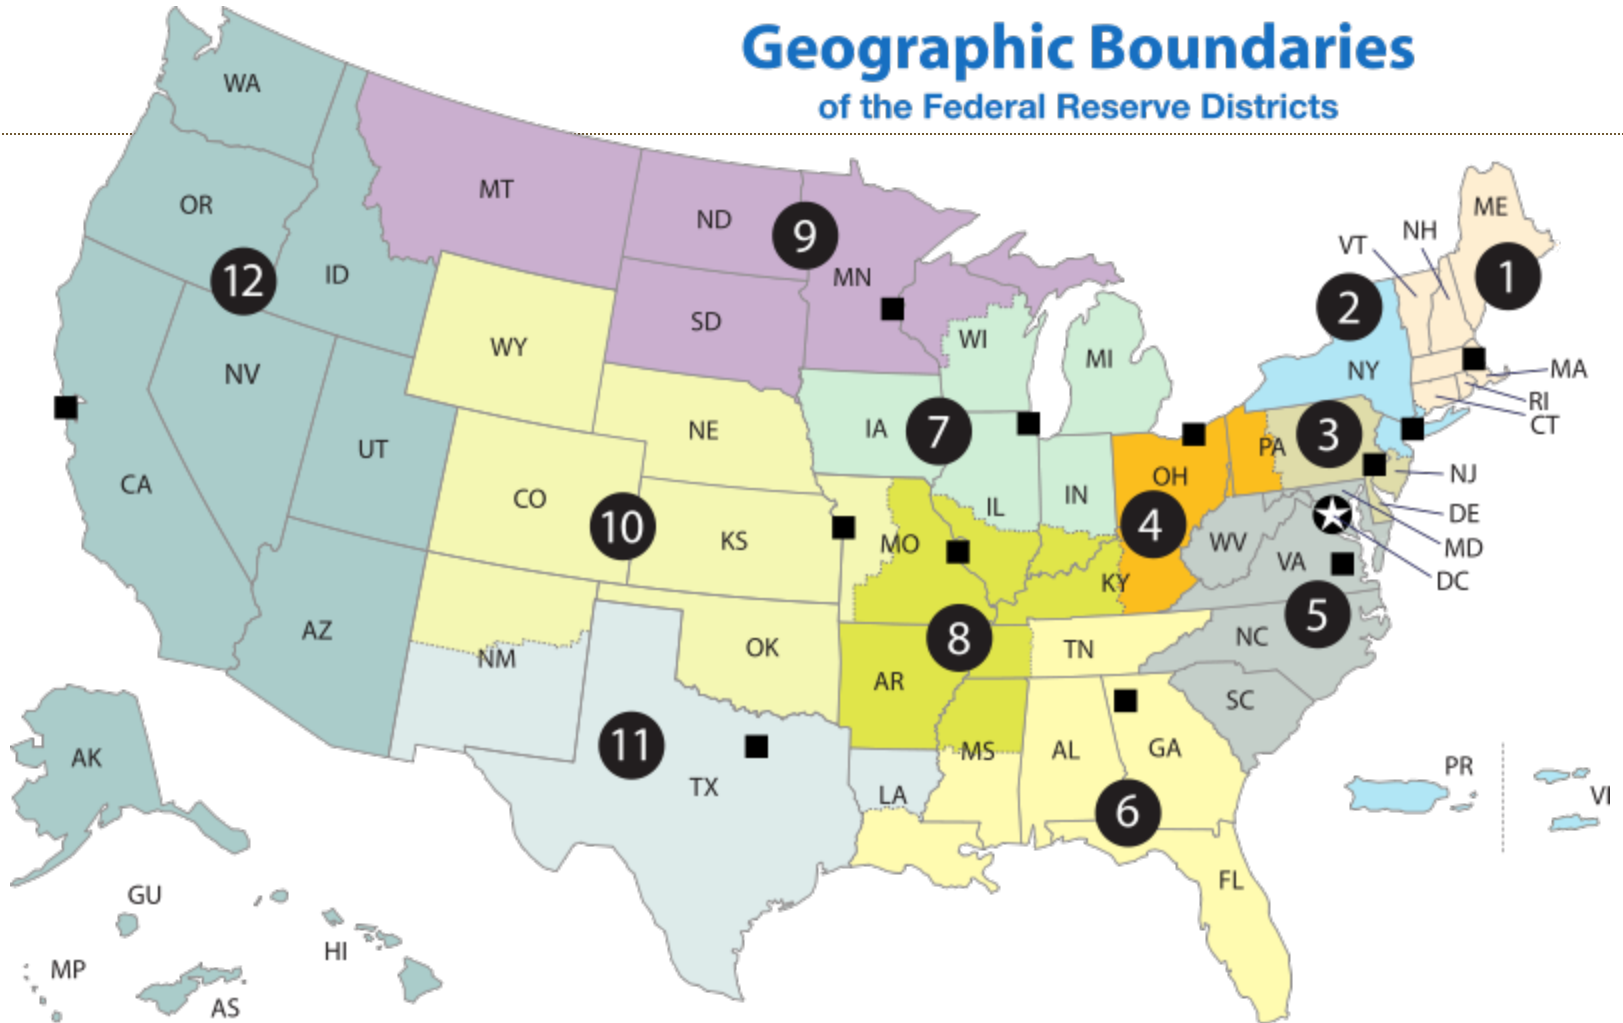 Geographic Boundaries
of the Federal Reserve Districts
WA
MT
OR
ND
9
MN
ME
NH
VT
1
12
ID
2
SD
WI
WY
MI
NV
NY
MA
RI
CT
NE
IA
7
3
PA
UT
OH
NJ
CA
CO
10
KS
MO
IL
IN
4
DE
WV
VA
MD
DC
KY
AZ
NM
OK
8
TN
5
NC
AR
SC
11
TX
MS
AL
GA
LA
6
FL
PR
VI
AK
GU
HI
MP
AS